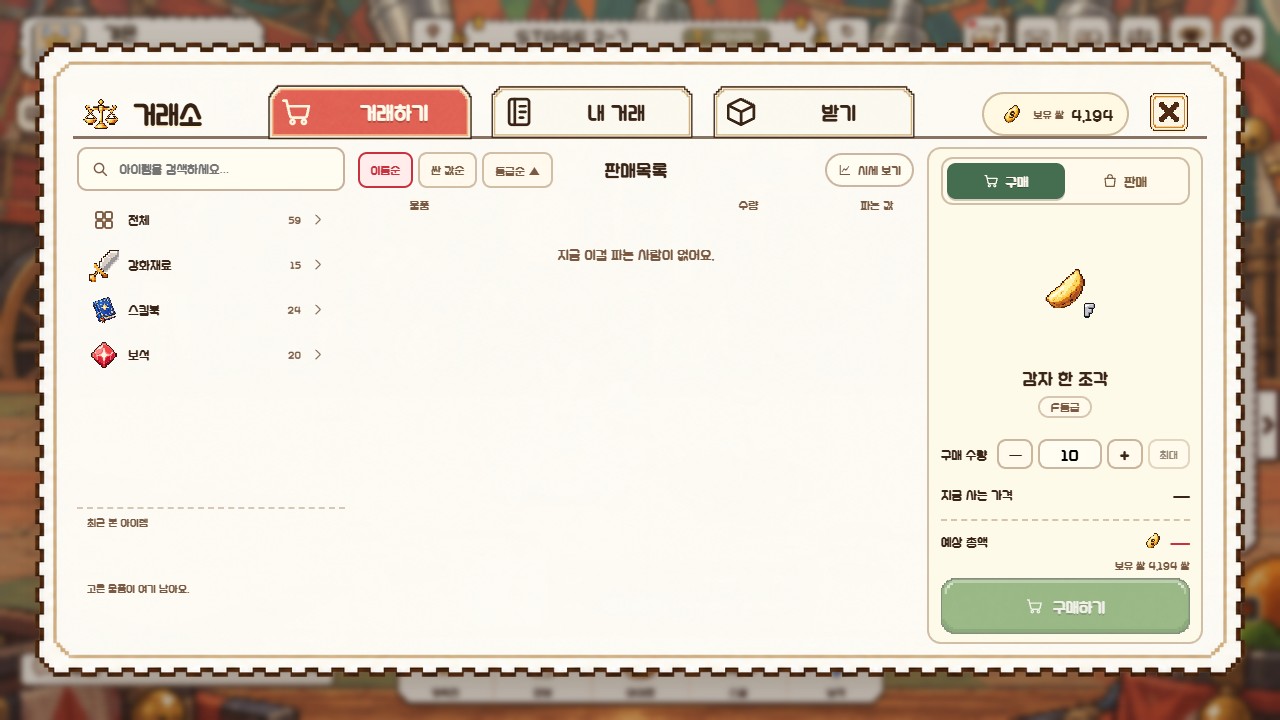 거래소
거래하기
내 거래
받기
보유 쌀 4,194
아이템을 검색하세요...
이름순
싼 값순
등급순 ▲
판매목록
시세 보기
구매
판매
물품
수량
파는 값
전체 59
강화재료 15
스킬북 24
보석 20
지금 이걸 파는 사람이 없어요.
F
감자 한 조각
F등급
구매 수량
—
10
+
최대
지금 사는 가격 —
예상 총액 —
보유 쌀 4,194 쌀
구매하기
최근 본 아이템
고른 물품이 여기 남아요.